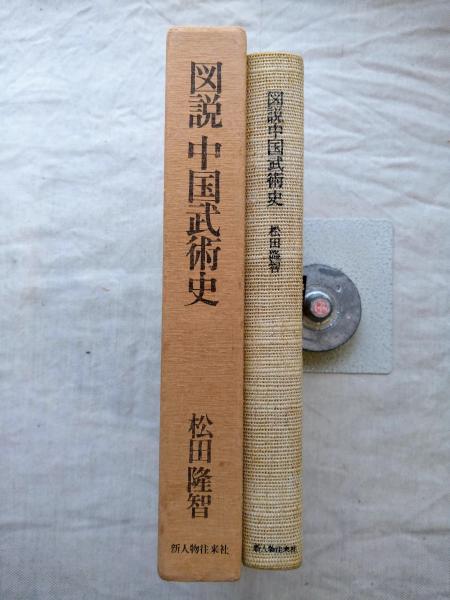 図説 中国武術史
松田隆智
新人物往来社
図説中国武術史
松田隆智
新人物往来社